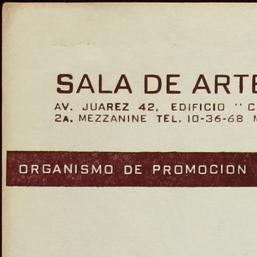 SALA DE ARTE
AV. JUAREZ 42, EDIFICIO " C
2A. MEZZANINE TEL. 10-36-68
ORGANISMO DE PROMOCION